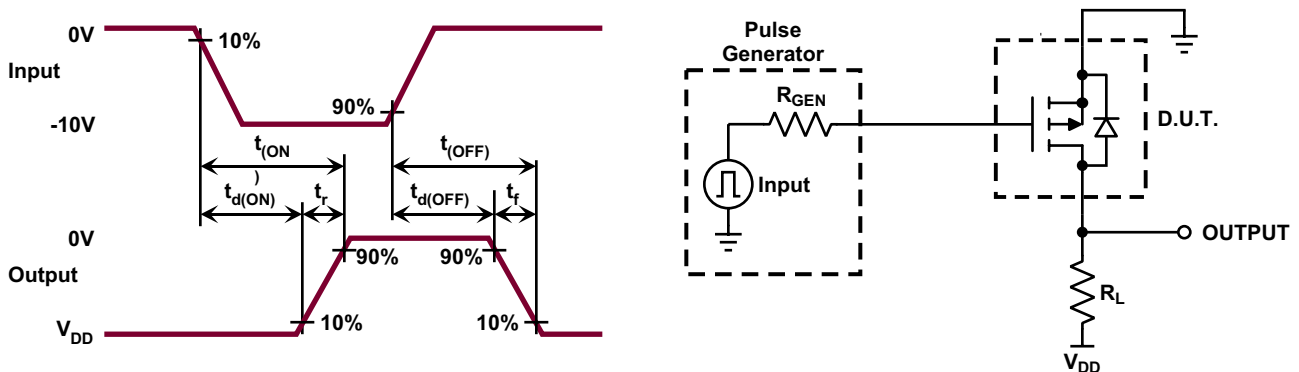 0V
10%
Input
90%
-10V
t(ON
)
t(OFF)
td(ON)
tr
td(OFF)
tf
0V
90%
90%
Output
10%
10%
VDD
Pulse
Generator
RGEN
Input
D.U.T.
OUTPUT
RL
VDD